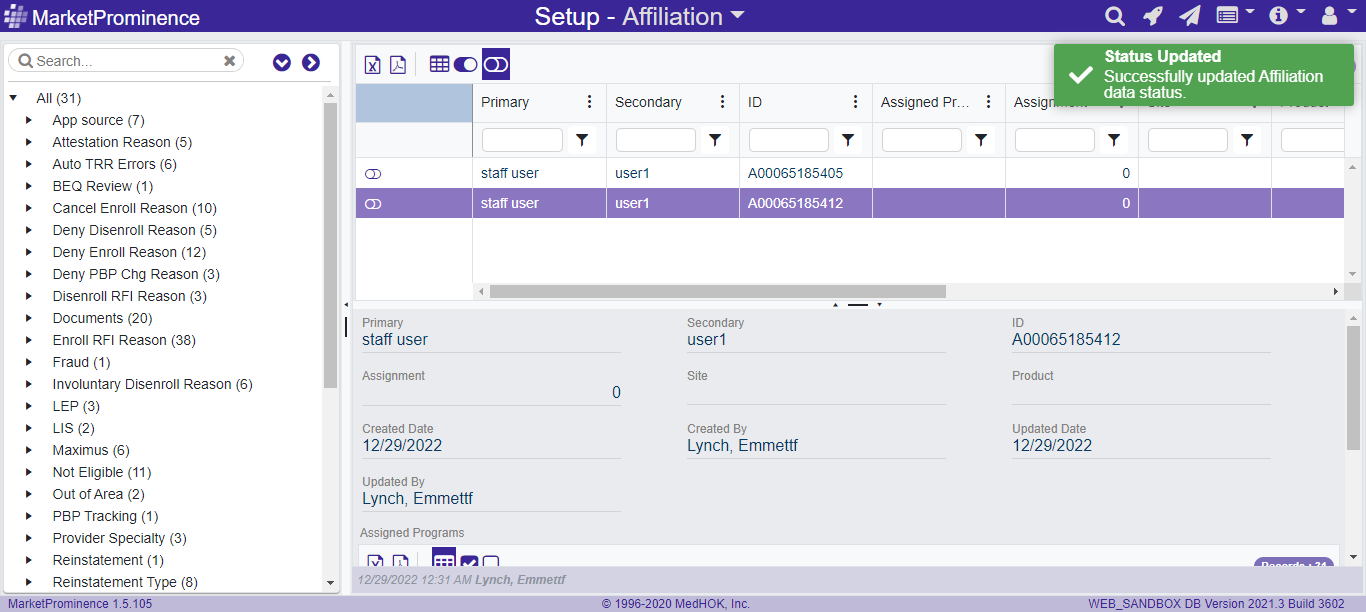 MarketProminence
Setup - Affiliation
Status Updated
Successfully updated Affiliation
data status.
Search...
All (31)
App source (7)
Attestation Reason (5)
Auto TRR Errors (6)
BEQ Review (1)
Cancel Enroll Reason (10)
Deny Disenroll Reason (5)
Deny Enroll Reason (12)
Deny PBP Chg Reason (3)
Disenroll RFI Reason (3)
Documents (20)
Enroll RFI Reason (38)
Fraud (1)
Involuntary Disenroll Reason (6)
LEP (3)
LIS (2)
Maximus (6)
Not Eligible (11)
Out of Area (2)
PBP Tracking (1)
Provider Specialty (3)
Reinstatement (1)
Reinstatement Type (8)
Primary Secondary ID Assigned Pr... Assignment
staff user user1 A00065185405 0
staff user user1 A00065185412 0
Primary Secondary ID
staff user user1 A00065185412
Assignment Site Product
0
Created Date Created By Updated Date
12/29/2022 Lynch, Emmettf 12/29/2022
Updated By
Lynch, Emmettf
Assigned Programs
12/29/2022 12:31 AM Lynch, Emmettf
MarketProminence 1.5.105 © 1996-2020 MedHOK, Inc. WEB_SANDBOX DB Version 2021.3 Build 3602